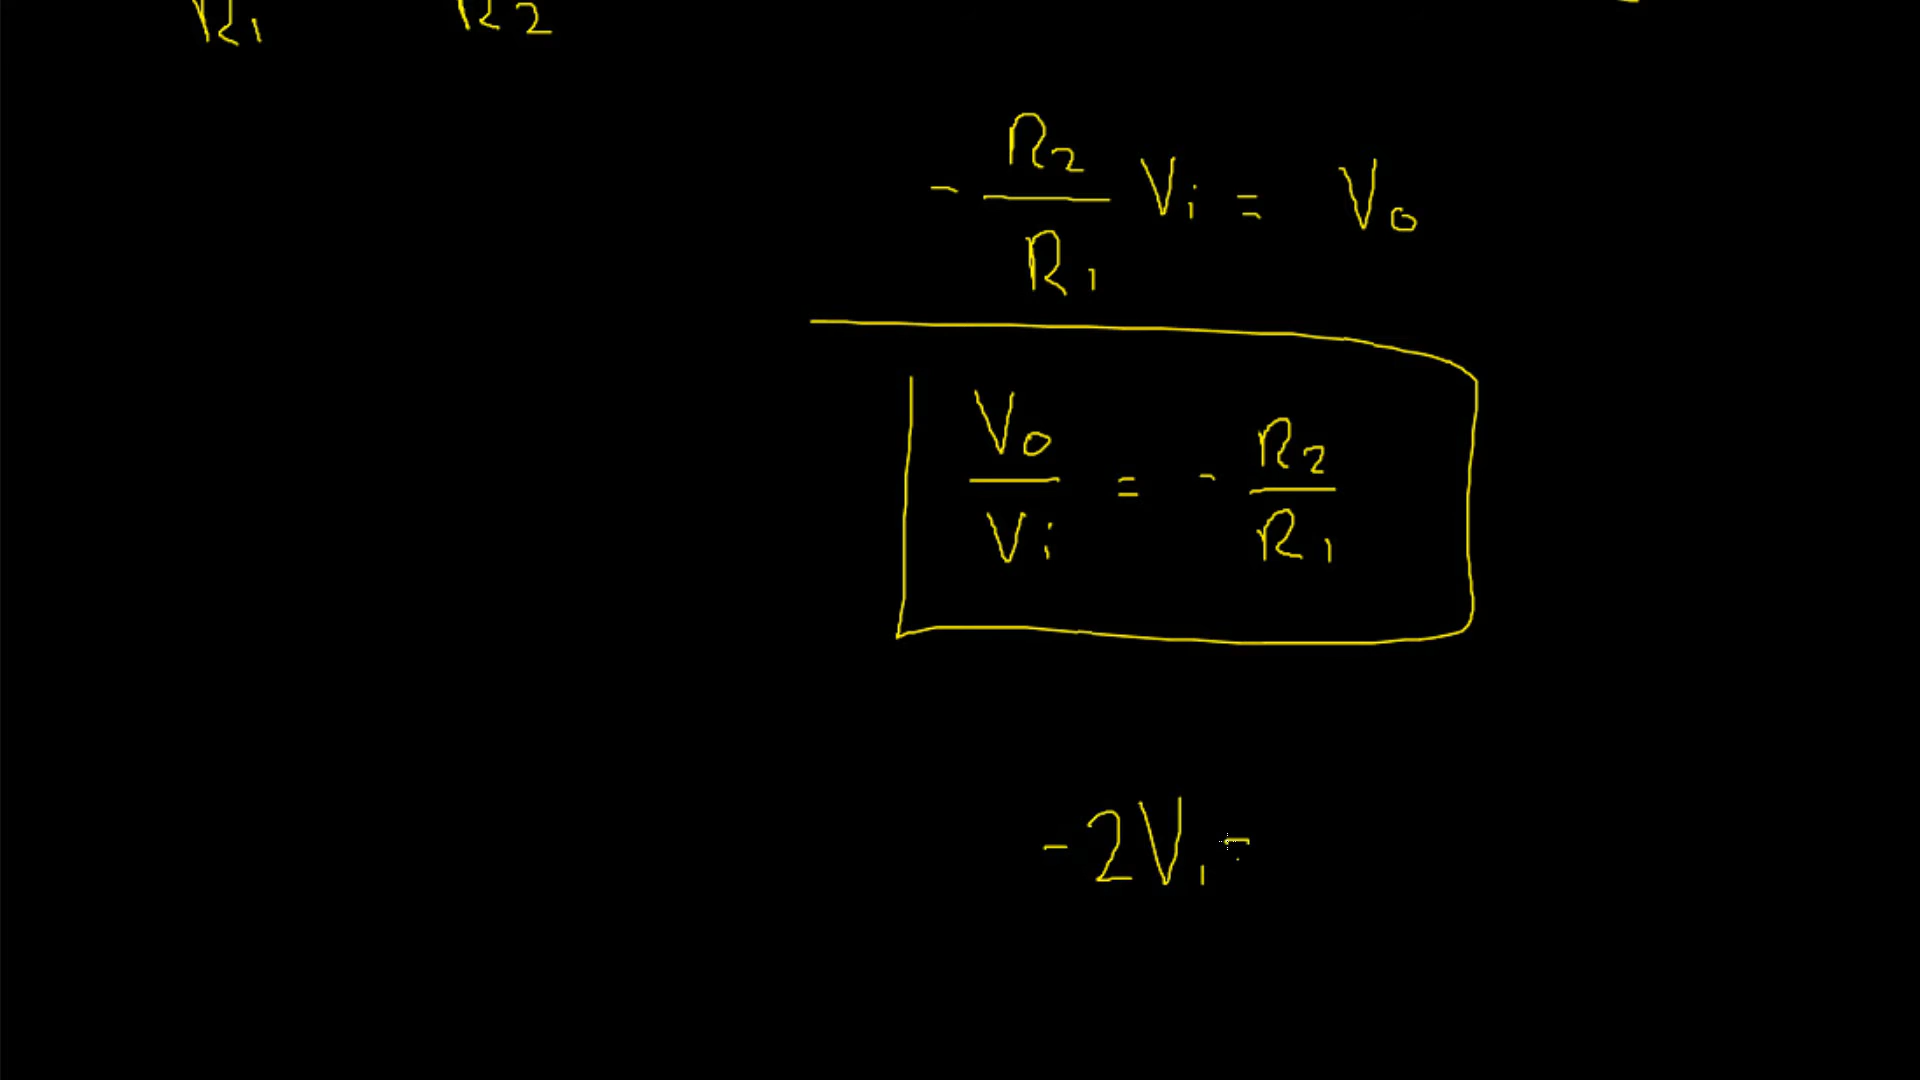 R1 R2
- R2/R1 Vi = Vo
Vo/Vi = - R2/R1
-2Vi =